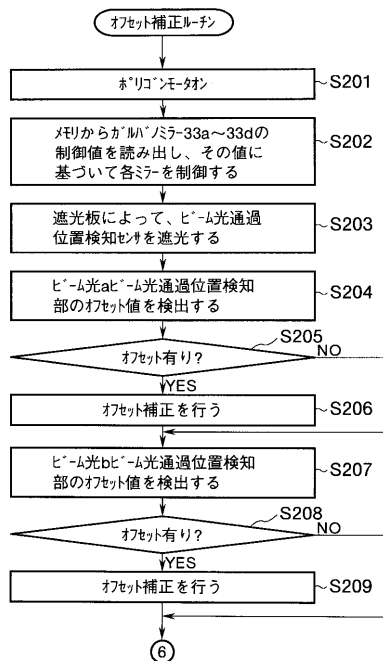 オフセット補正ルーチン
ポリゴンモータオン
S201
メモリからガルバノミラー33a～33dの
制御値を読み出し、その値に
基づいて各ミラーを制御する
S202
遮光板によって、ビーム光通過
位置検知センサを遮光する
S203
ビーム光aビーム光通過位置検知
部のオフセット値を検出する
S204
S205
オフセット有り?
NO
YES
オフセット補正を行う
S206
ビーム光bビーム光通過位置検知
部のオフセット値を検出する
S207
S208
オフセット有り?
NO
YES
オフセット補正を行う
S209
6